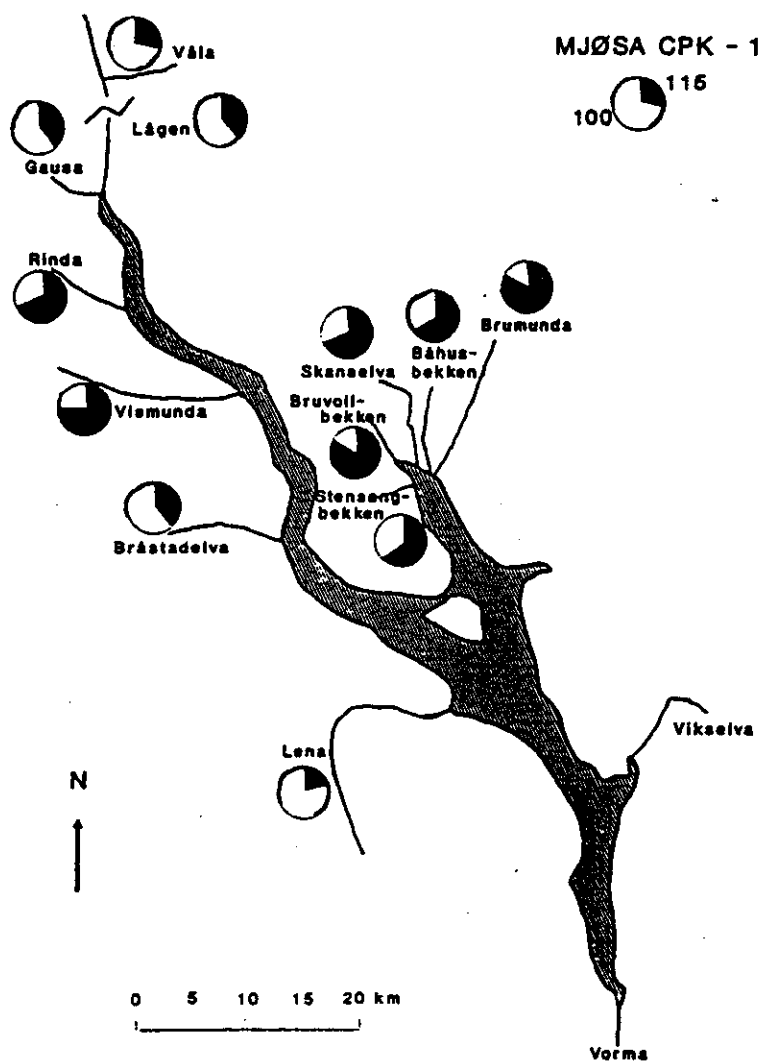 MJØSA CPK - 1
115
100
Våla
Lågen
Gausa
Rinda
Brumunda
Skanselva
Båhus-
bekken
Bruvoll-
bekken
Vismunda
Stenseng-
bekken
Bråstadelva
Vikselva
Lena
N
0 5 10 15 20 km
Vorma